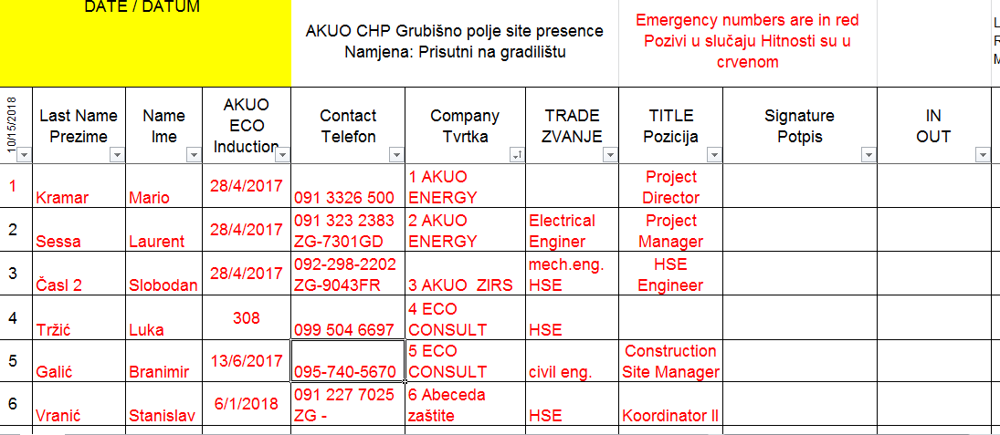 DATE / DATUM
AKUO CHP Grubišno polje site presence
Namjena: Prisutni na gradilištu
Emergency numbers are in red
Pozivi u slučaju Hitnosti su u
crvenom
10/15/2018
Last Name
Prezime
Name
Ime
AKUO
ECO
Induction
Contact
Telefon
Company
Tvrtka
TRADE
ZVANJE
TITLE
Pozicija
Signature
Potpis
IN
OUT
1
Kramar
Mario
28/4/2017
091 3326 500
1 AKUO
ENERGY
Project
Director
2
Sessa
Laurent
28/4/2017
091 323 2383
ZG-7301GD
2 AKUO
ENERGY
Electrical
Enginer
Project
Manager
3
Časl 2
Slobodan
28/4/2017
092-298-2202
ZG-9043FR
3 AKUO  ZIRS
mech.eng.
HSE
HSE
Engineer
4
Tržić
Luka
308
099 504 6697
4 ECO
CONSULT
HSE
5
Galić
Branimir
13/6/2017
095-740-5670
5 ECO
CONSULT
civil eng.
Construction
Site Manager
6
Vranić
Stanislav
6/1/2018
091 227 7025
ZG -
6 Abeceda
zaštite
HSE
Koordinator II